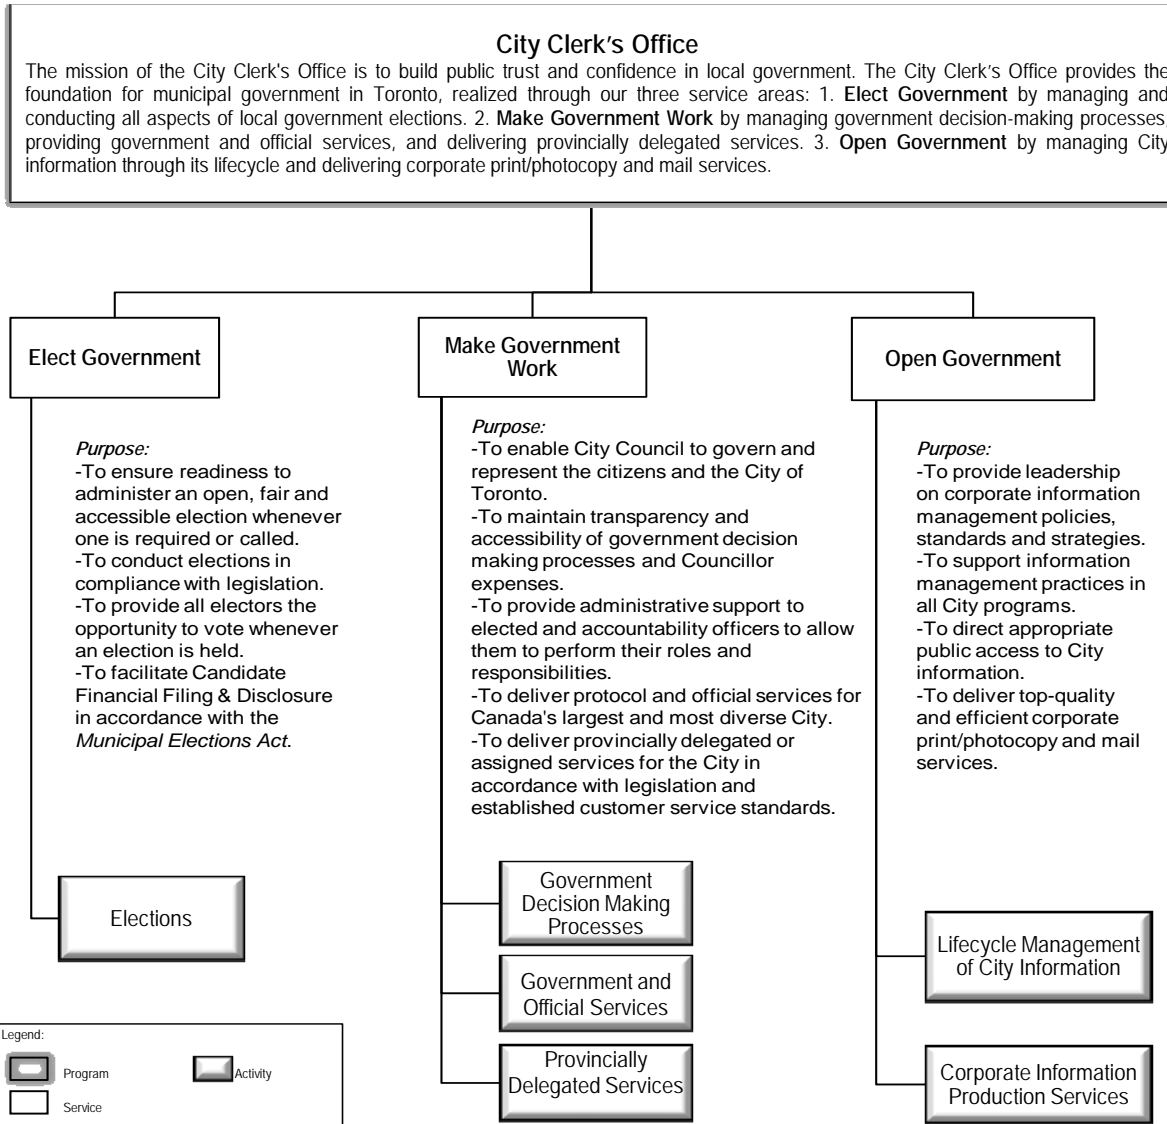 City Clerk's Office
The mission of the City Clerk's Office is to build public trust and confidence in local government. The City Clerk's Office provides the
foundation for municipal government in Toronto, realized through our three service areas: 1. Elect Government by managing and
conducting all aspects of local government elections. 2. Make Government Work by managing government decision-making processes,
providing government and official services, and delivering provincially delegated services. 3. Open Government by managing City
information through its lifecycle and delivering corporate print/photocopy and mail services.
Elect Government
Purpose:
-To ensure readiness to
administer an open, fair and
accessible election whenever
one is required or called.
-To conduct elections in
compliance with legislation.
-To provide all electors the
opportunity to vote whenever
an election is held.
-To facilitate Candidate
Financial Filing & Disclosure
in accordance with the
Municipal Elections Act.
Elections
Make Government
Work
Purpose:
-To enable City Council to govern and
represent the citizens and the City of
Toronto.
-To maintain transparency and
accessibility of government decision
making processes and Councillor
expenses.
-To provide administrative support to
elected and accountability officers to allow
them to perform their roles and
responsibilities.
-To deliver protocol and official services for
Canada's largest and most diverse City.
-To deliver provincially delegated or
assigned services for the City in
accordance with legislation and
established customer service standards.
Government
Decision Making
Processes
Government and
Official Services
Provincially
Delegated Services
Open Government
Purpose:
-To provide leadership
on corporate information
management policies,
standards and strategies.
-To support information
management practices in
all City programs.
-To direct appropriate
public access to City
information.
-To deliver top-quality
and efficient corporate
print/photocopy and mail
services.
Lifecycle Management
of City Information
Corporate Information
Production Services
Legend:
Program
Activity
Service